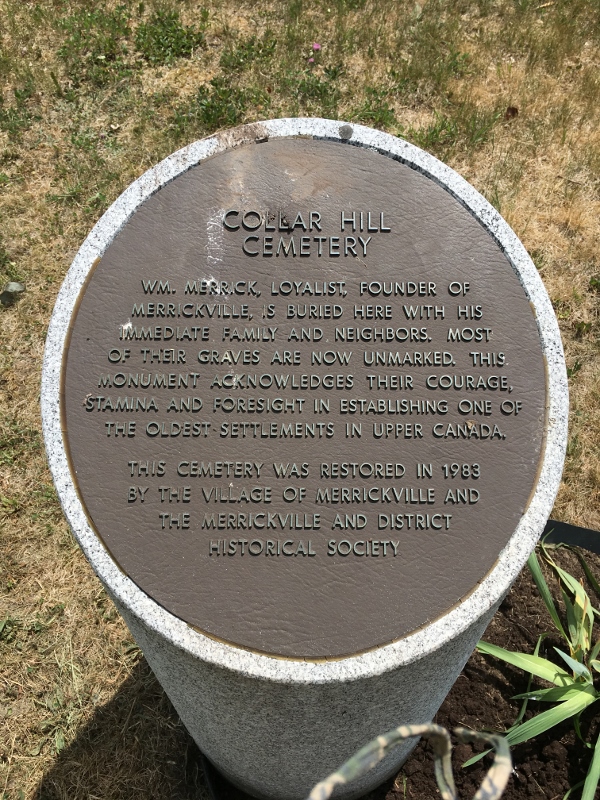 COLLAR HILL
CEMETERY
WM. MERRICK, LOYALIST, FOUNDER OF
MERRICKVILLE, IS BURIED HERE WITH HIS
IMMEDIATE FAMILY AND NEIGHBORS. MOST
OF THEIR GRAVES ARE NOW UNMARKED. THIS
MONUMENT ACKNOWLEDGES THEIR COURAGE,
STAMINA AND FORESIGHT IN ESTABLISHING ONE OF
THE OLDEST SETTLEMENTS IN UPPER CANADA.
THIS CEMETERY WAS RESTORED IN 1983
BY THE VILLAGE OF MERRICKVILLE AND
THE MERRICKVILLE AND DISTRICT
HISTORICAL SOCIETY